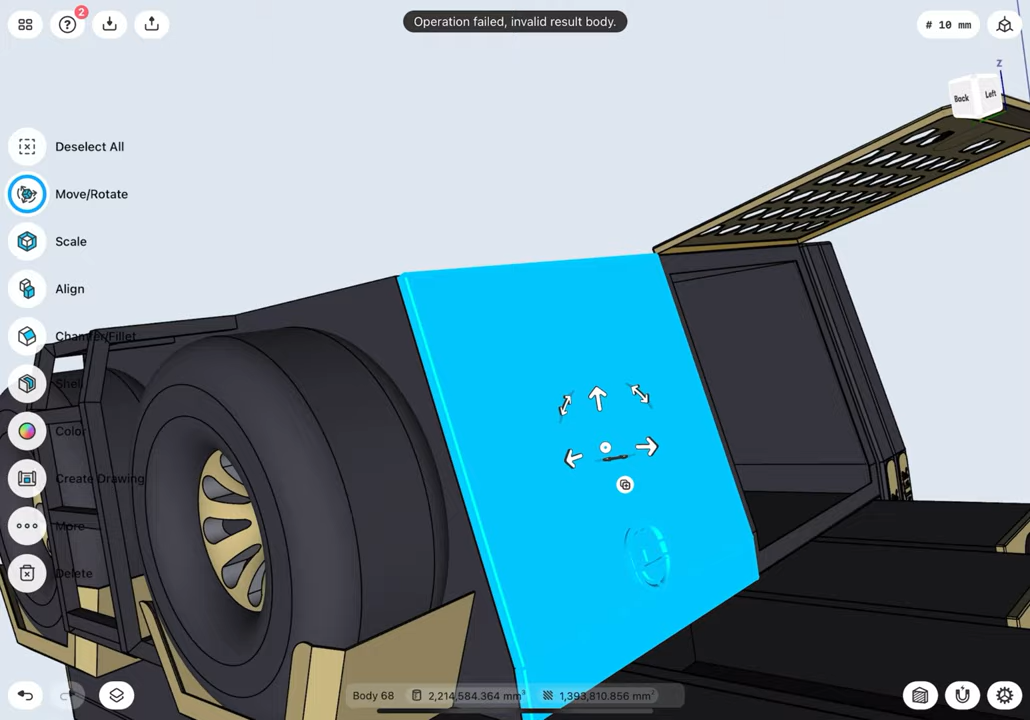 2
Operation failed, invalid result body.
# 10 mm
Z
Back
Left
Deselect All
Move/Rotate
Scale
Align
Chamfer/Fillet
Shell
Color
Create Drawing
More
Delete
Body 68 2,214,584.364 mm³ 1,393,810.856 mm²